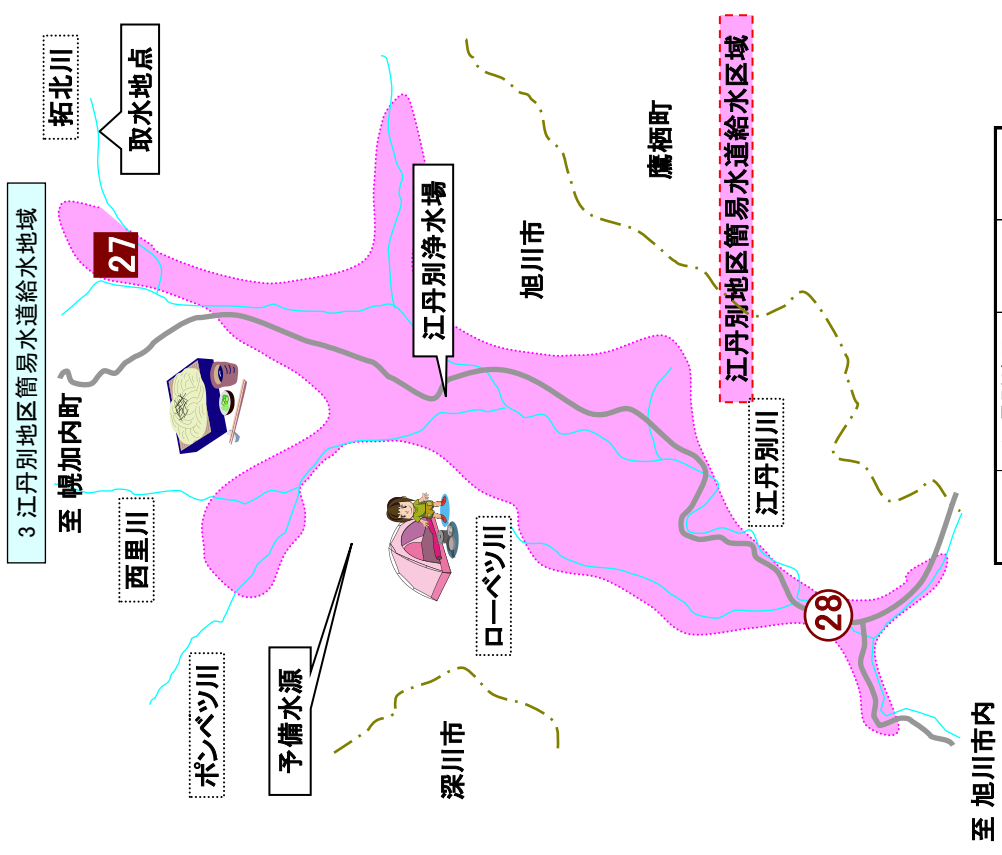 3 江丹別地区簡易水道給水地域
拓北川
取水地点
27
至 幌加内町
西里川
ポンベツ川
予備水源
江丹別浄水場
旭川市
鷹栖町
江丹別地区簡易水道給水区域
ローベツ川
深川市
江丹別川
28
至 旭川市内